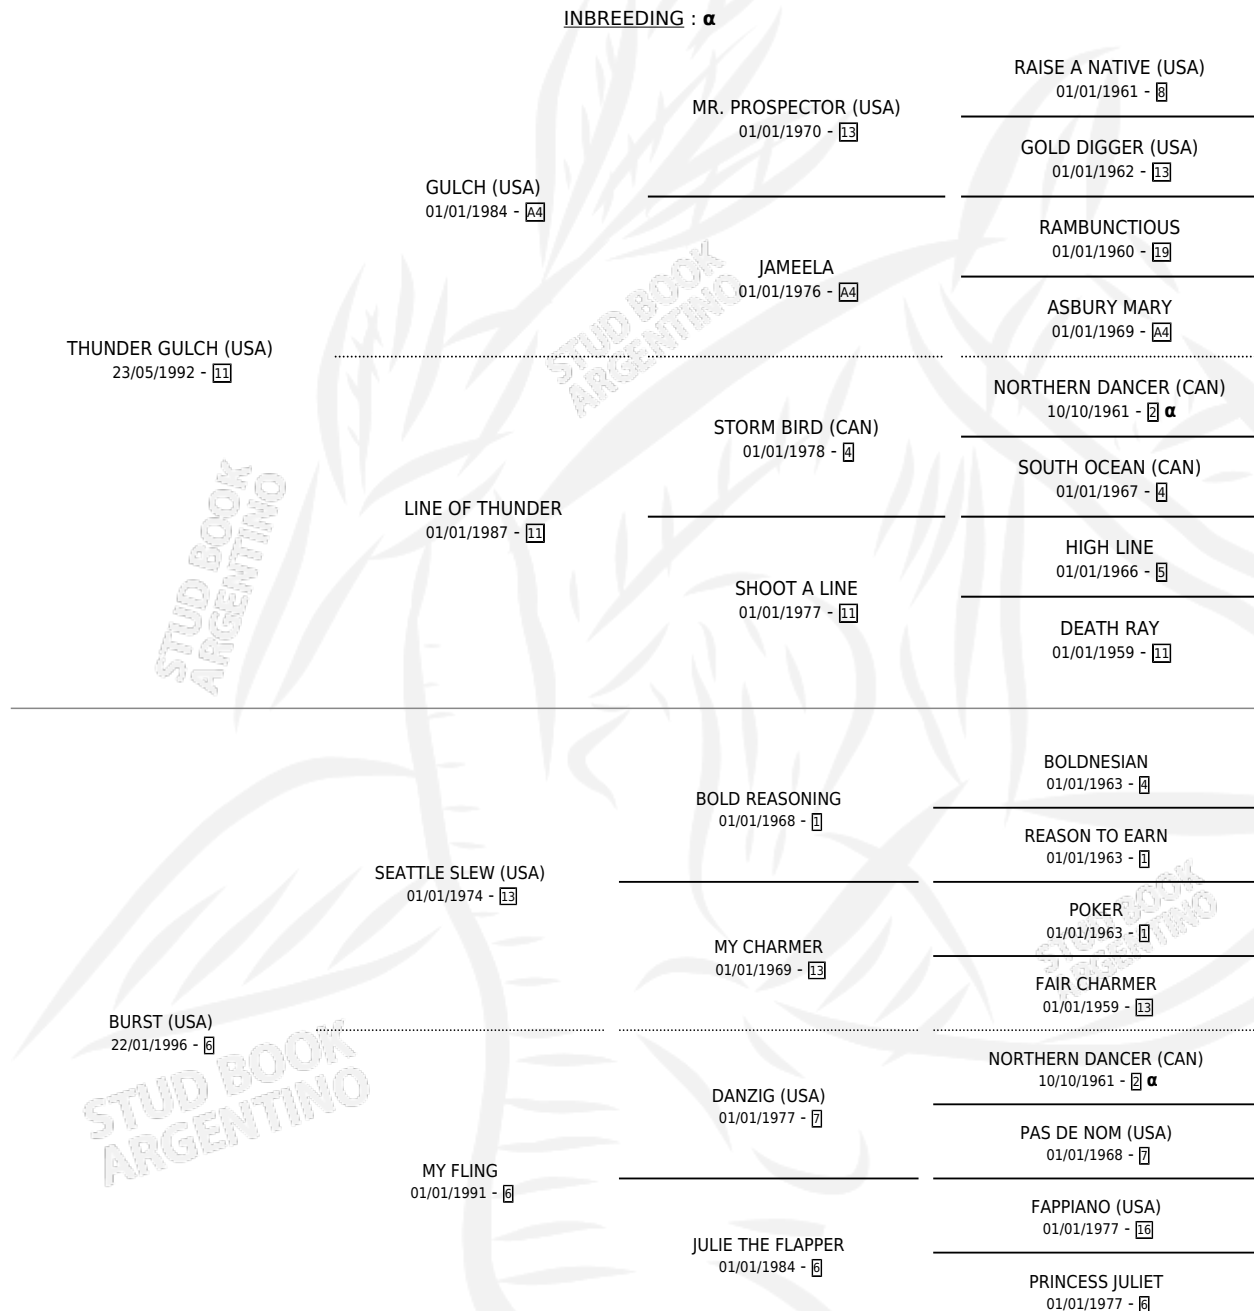 INBREEDING : α
RAISE A NATIVE (USA)
01/01/1961 - 8
MR. PROSPECTOR (USA)
01/01/1970 - 13
GOLD DIGGER (USA)
01/01/1962 - 13
GULCH (USA)
01/01/1984 - A4
RAMBUNCTIOUS
01/01/1960 - 19
JAMEELA
01/01/1976 - A4
ASBURY MARY
01/01/1969 - A4
THUNDER GULCH (USA)
23/05/1992 - 11
NORTHERN DANCER (CAN)
10/10/1961 - 2 α
STORM BIRD (CAN)
01/01/1978 - 4
SOUTH OCEAN (CAN)
01/01/1967 - 4
LINE OF THUNDER
01/01/1987 - 11
HIGH LINE
01/01/1966 - 5
SHOOT A LINE
01/01/1977 - 11
DEATH RAY
01/01/1959 - 11
BOLDNESIAN
01/01/1963 - 4
BOLD REASONING
01/01/1968 - 1
REASON TO EARN
01/01/1963 - 1
SEATTLE SLEW (USA)
01/01/1974 - 13
POKER
01/01/1963 - 1
MY CHARMER
01/01/1969 - 13
FAIR CHARMER
01/01/1959 - 13
BURST (USA)
22/01/1996 - 6
NORTHERN DANCER (CAN)
10/10/1961 - 2 α
DANZIG (USA)
01/01/1977 - 7
PAS DE NOM (USA)
01/01/1968 - 7
MY FLING
01/01/1991 - 6
FAPPIANO (USA)
01/01/1977 - 16
JULIE THE FLAPPER
01/01/1984 - 6
PRINCESS JULIET
01/01/1977 - 6
STUD BOOK
ARGENTINO
STUD BOOK
ARGENTINO
STUD BOOK
ARGENTINO
STUD BOOK
ARGENTINO